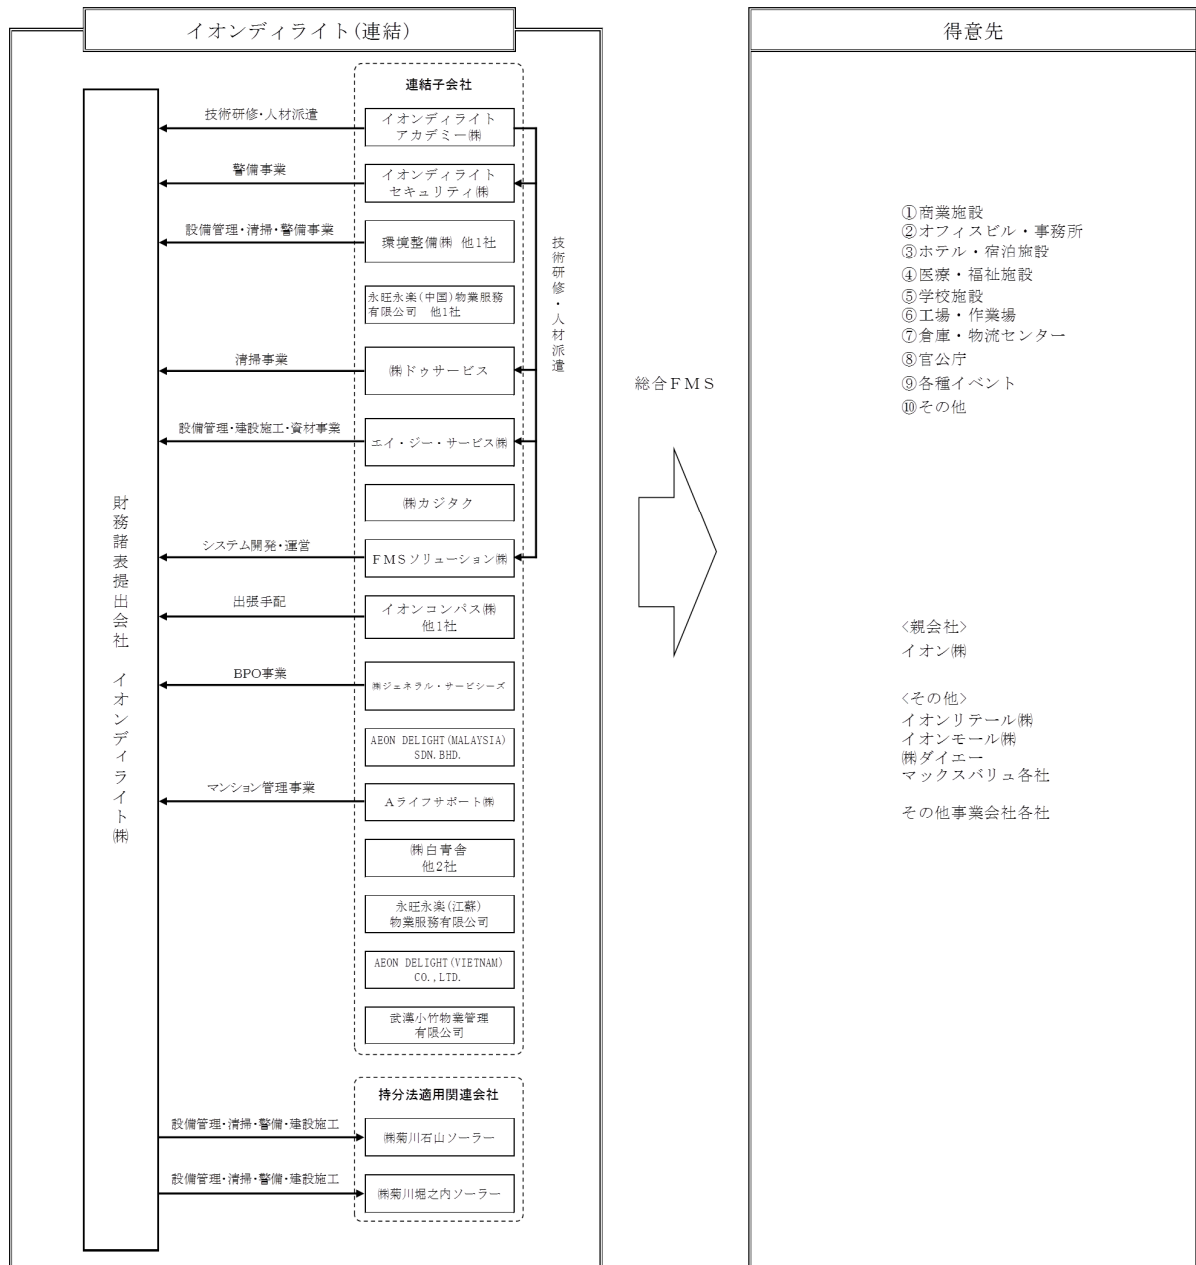 イオンディライト(連結)
連結子会社
技術研修・人材派遣
イオンディライト
アカデミー㈱
警備事業
イオンディライト
セキュリティ㈱
設備管理・清掃・警備事業
環境整備㈱ 他1社
永旺永楽(中国)物業服務
有限公司 他1社
清掃事業
㈱ドゥサービス
設備管理・建設施工・資材事業
エイ・ジー・サービス㈱
㈱カジタク
システム開発・運営
FMSソリューション㈱
出張手配
イオンコンパス㈱
他1社
BPO事業
㈱ジェネラル・サービシーズ
AEON DELIGHT(MALAYSIA)
SDN.BHD.
マンション管理事業
Aライフサポート㈱
㈱白青舎
他2社
永旺永楽(江蘇)
物業服務有限公司
AEON DELIGHT(VIETNAM)
CO.,LTD.
武漢小竹物業管理
有限公司
技術研修・人材派遣
財務諸表提出会社 イオンディライト㈱
持分法適用関連会社
設備管理・清掃・警備・建設施工
㈱菊川石山ソーラー
設備管理・清掃・警備・建設施工
㈱菊川堀之内ソーラー
総合FMS
得意先
①商業施設
②オフィスビル・事務所
③ホテル・宿泊施設
④医療・福祉施設
⑤学校施設
⑥工場・作業場
⑦倉庫・物流センター
⑧官公庁
⑨各種イベント
⑩その他
<親会社>
イオン㈱
<その他>
イオンリテール㈱
イオンモール㈱
㈱ダイエー
マックスバリュ各社
その他事業会社各社